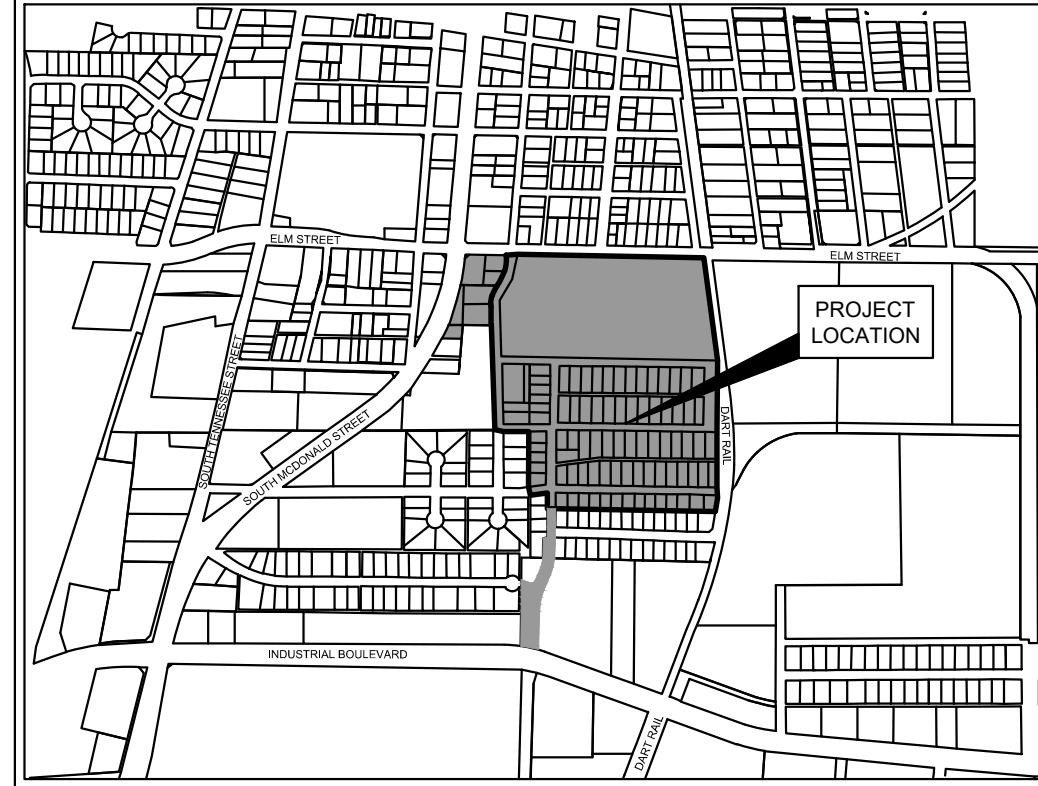 ELM STREET
ELM STREET
PROJECT
LOCATION
SOUTH TENNESSEE STREET
SOUTH MCDONALD STREET
DART RAIL
INDUSTRIAL BOULEVARD
DART RAIL